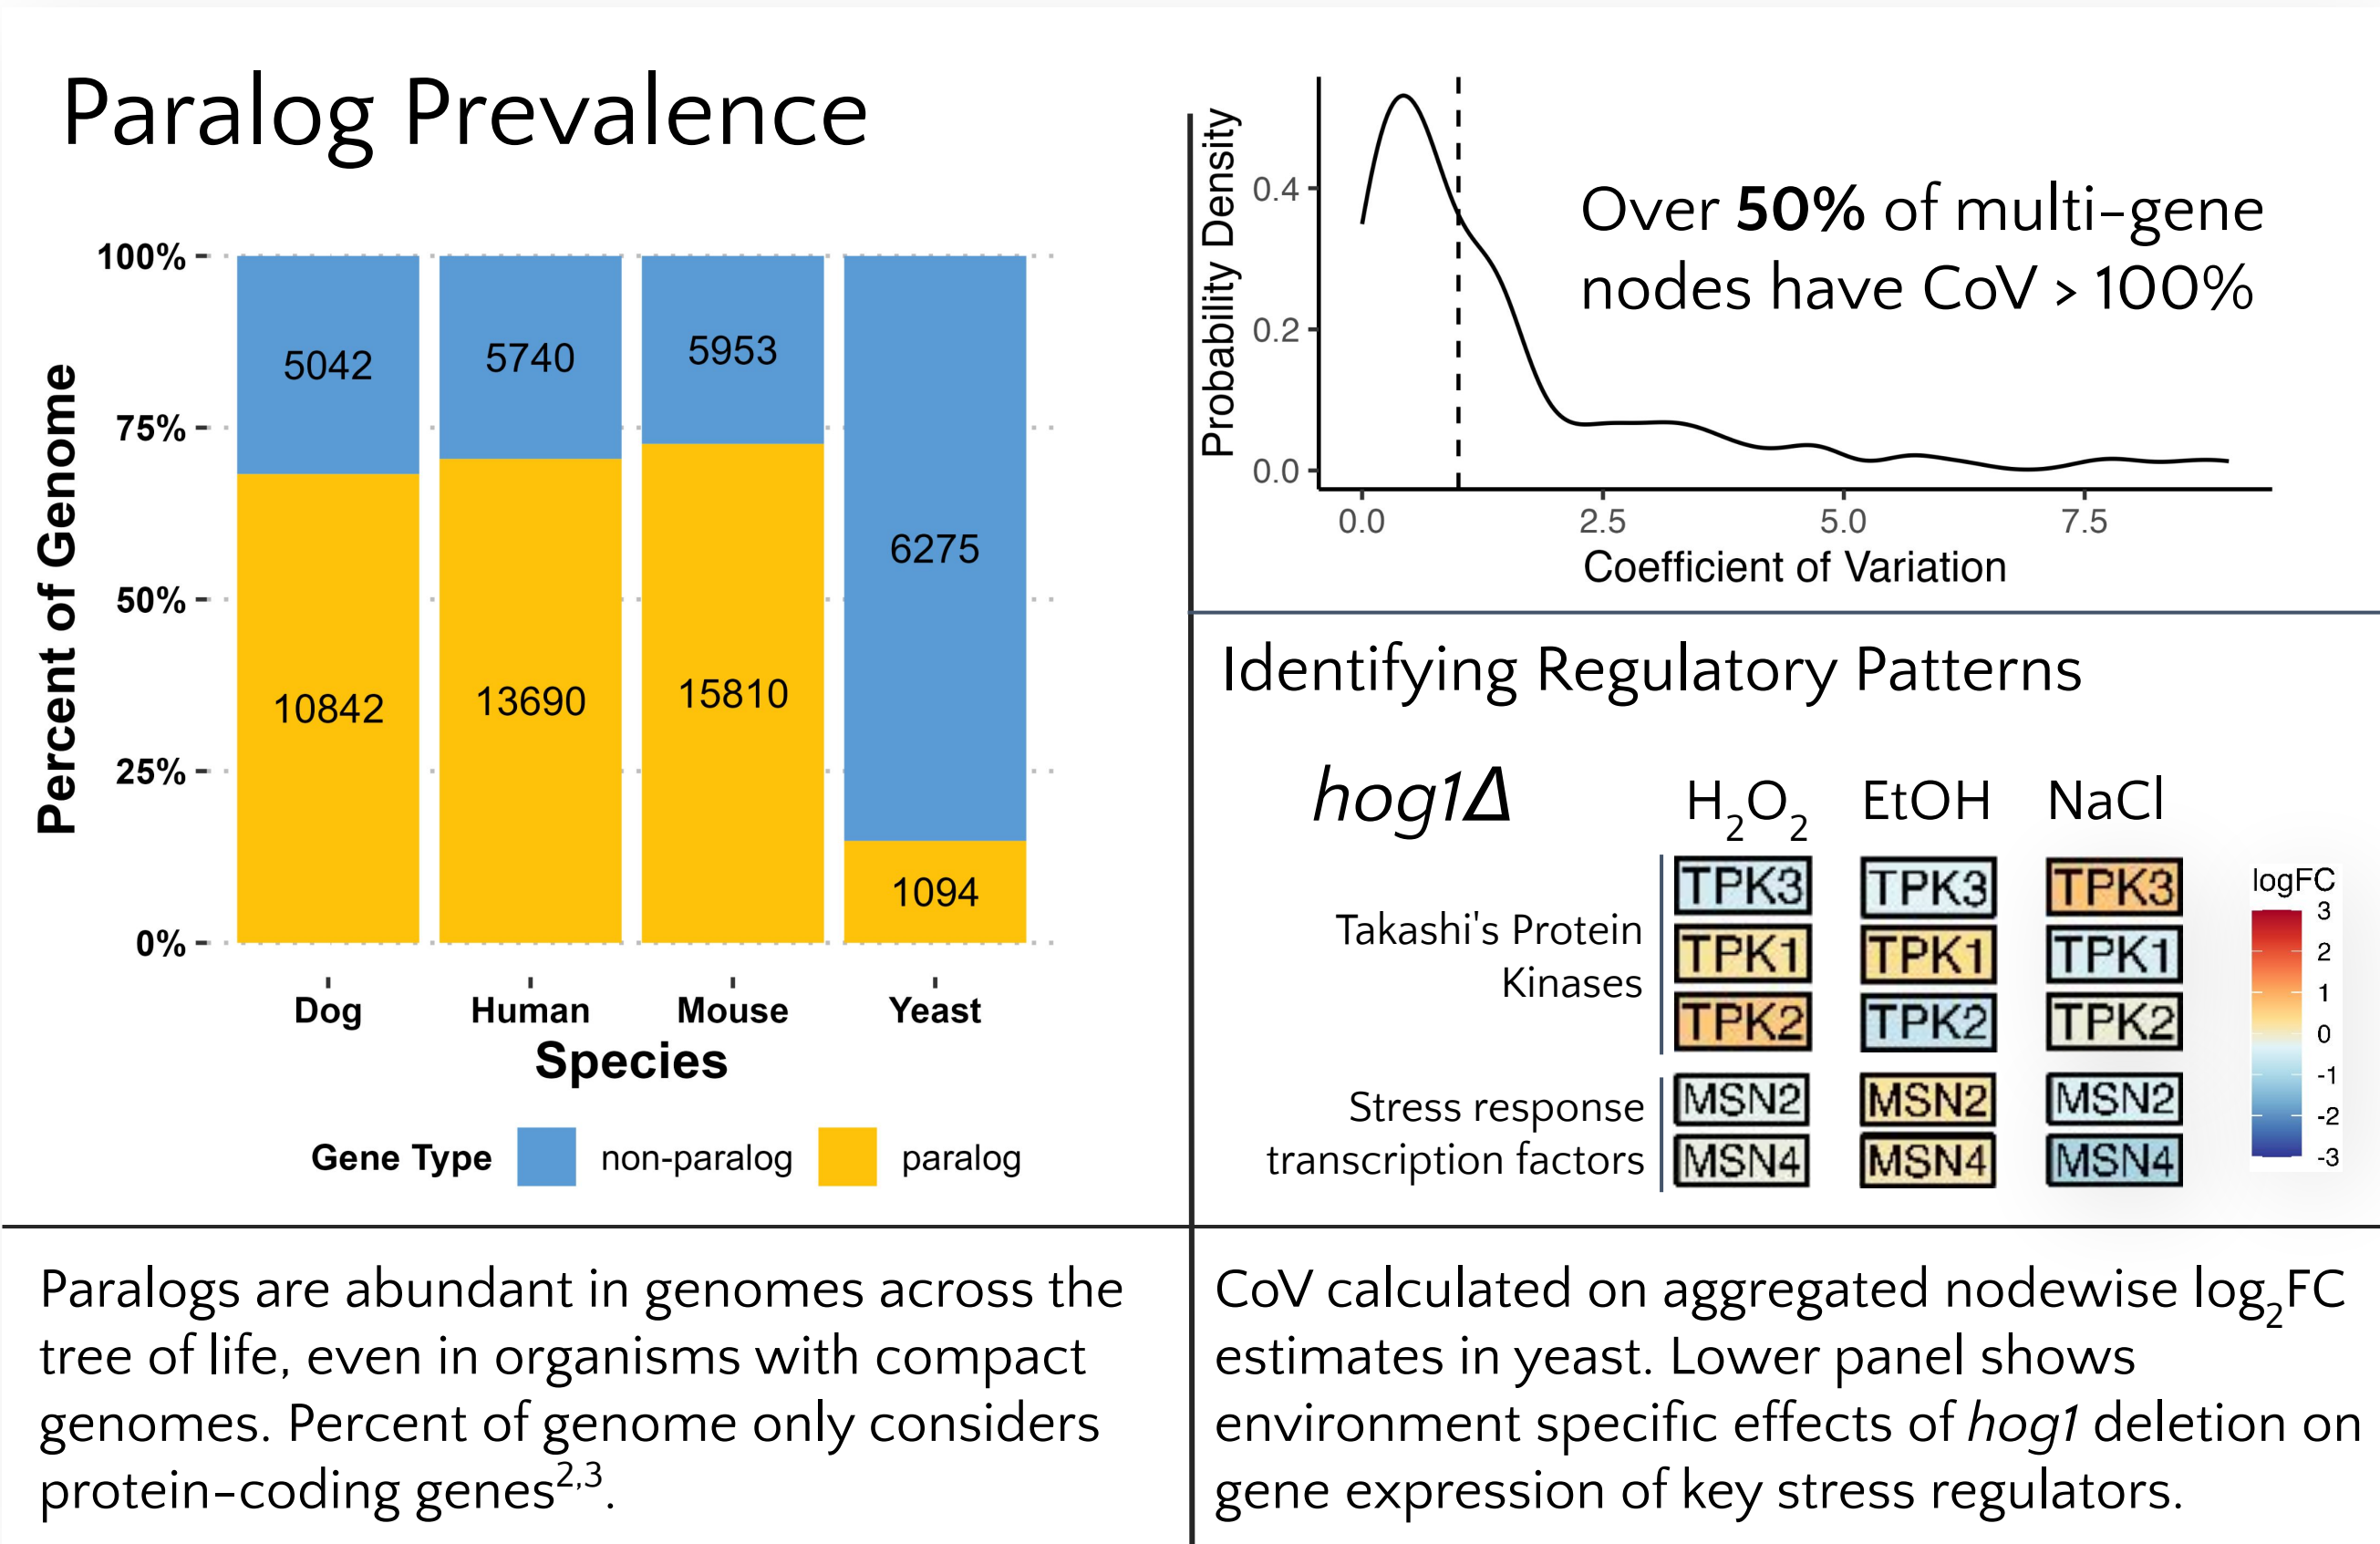 Paralog Prevalence
Percent of Genome
100%
75%
50%
25%
0%
5042
5740
5953
6275
10842
13690
15810
1094
Dog
Human
Mouse
Yeast
Species
Gene Type
non-paralog
paralog
Paralogs are abundant in genomes across the
tree of life, even in organisms with compact
genomes. Percent of genome only considers
protein-coding genes2,3.
Probability Density
0.4
0.2
0.0
0.0
2.5
5.0
7.5
Coefficient of Variation
Over 50% of multi-gene
nodes have CoV > 100%
Identifying Regulatory Patterns
hog1Δ
H2O2
EtOH
NaCl
Takashi's Protein
Kinases
TPK3
TPK3
TPK3
TPK1
TPK1
TPK1
TPK2
TPK2
TPK2
Stress response
transcription factors
MSN2
MSN2
MSN2
MSN4
MSN4
MSN4
logFC
3
2
1
0
-1
-2
-3
CoV calculated on aggregated nodewise log2FC
estimates in yeast. Lower panel shows
environment specific effects of hog1 deletion on
gene expression of key stress regulators.